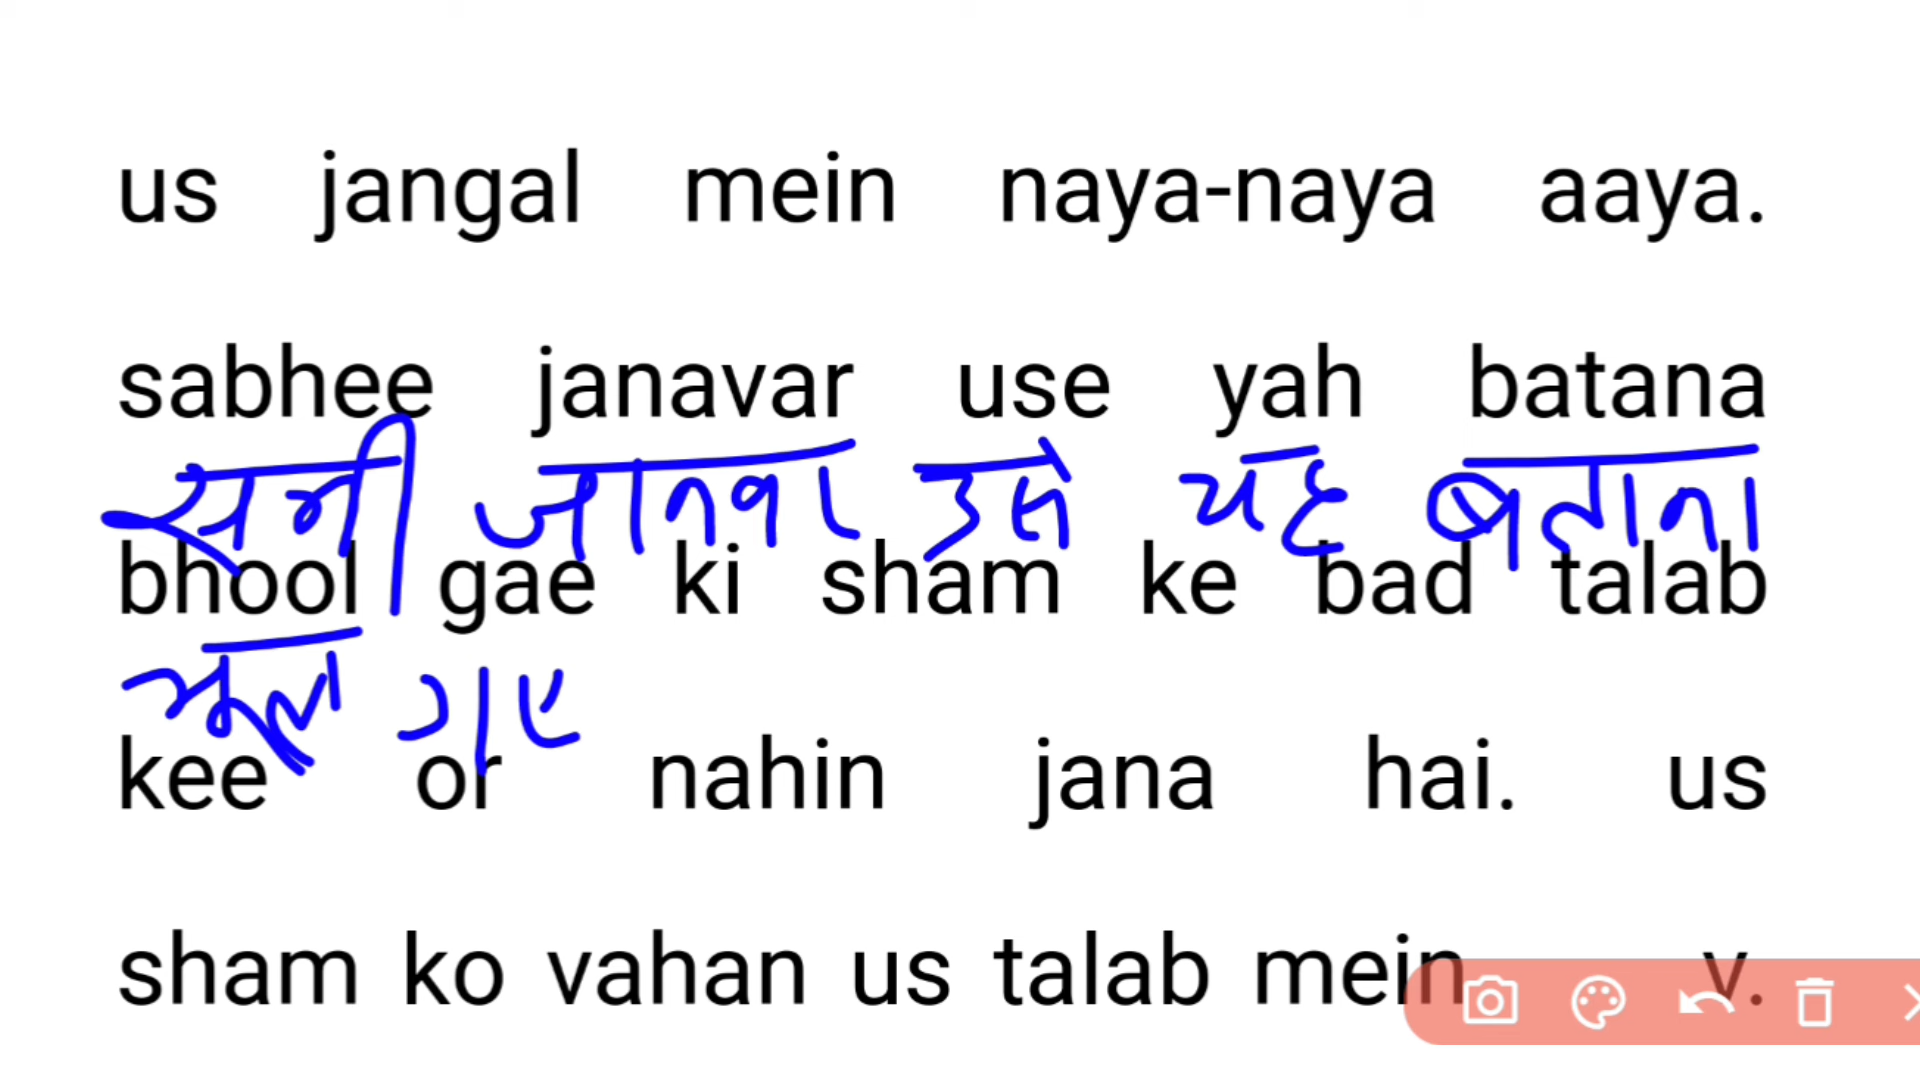 us jangal mein naya-naya aaya.
sabhee janavar use yah batana
सभी जानवर उसे यह बताना
bhool gae ki sham ke bad talab
भूल गए
kee or nahin jana hai. us
sham ko vahan us talab mein